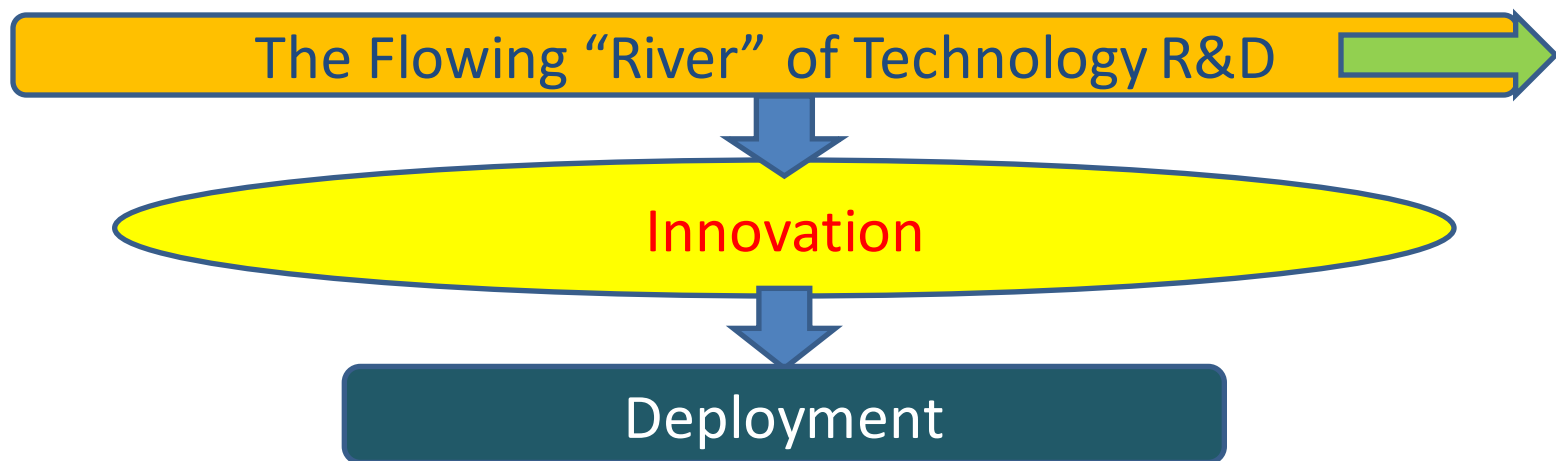 The Flowing “River” of Technology R&D
Innovation
Deployment